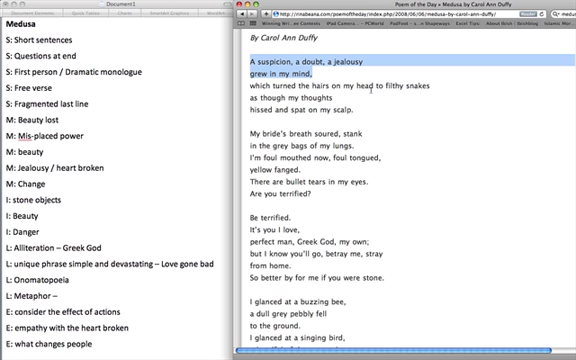 Document1
Medusa
S: Short sentences
S: Questions at end
S: First person / Dramatic monologue
S: Free verse
S: Fragmented last line
M: Beauty lost
M: Mis-placed power
M: beauty
M: Jealousy / heart broken
M: Change
I: stone objects
I: Beauty
I: Danger
L: Alliteration – Greek God
L: unique phrase simple and devastating – Love gone bad
L: Onomatopoeia
L: Metaphor –
E: consider the effect of actions
E: empathy with the heart broken
E: what changes people
Poem of the Day » Medusa by Carol Ann Duffy
By Carol Ann Duffy
A suspicion, a doubt, a jealousy
grew in my mind,
which turned the hairs on my head to filthy snakes
as though my thoughts
hissed and spat on my scalp.
My bride's breath soured, stank
in the grey bags of my lungs.
I'm foul mouthed now, foul tongued,
yellow fanged.
There are bullet tears in my eyes.
Are you terrified?
Be terrified.
It's you I love,
perfect man, Greek God, my own;
but I know you'll go, betray me, stray
from home.
So better by for me if you were stone.
I glanced at a buzzing bee,
a dull grey pebbly fell
to the ground.
I glanced at a singing bird,